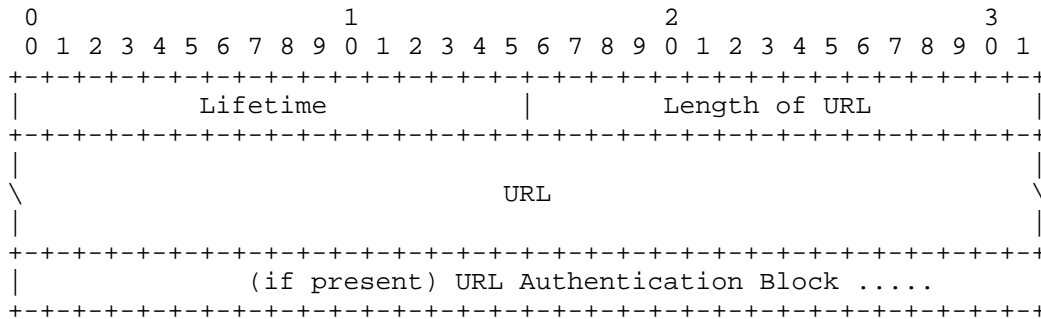 0                   1                   2                   3
 0 1 2 3 4 5 6 7 8 9 0 1 2 3 4 5 6 7 8 9 0 1 2 3 4 5 6 7 8 9 0 1
+-+-+-+-+-+-+-+-+-+-+-+-+-+-+-+-+-+-+-+-+-+-+-+-+-+-+-+-+-+-+-+-+
|           Lifetime            |        Length of URL          |
+-+-+-+-+-+-+-+-+-+-+-+-+-+-+-+-+-+-+-+-+-+-+-+-+-+-+-+-+-+-+-+-+
|                                                               |
\                              URL                              \
|                                                               |
+-+-+-+-+-+-+-+-+-+-+-+-+-+-+-+-+-+-+-+-+-+-+-+-+-+-+-+-+-+-+-+-+
|              (if present) URL Authentication Block .....
+-+-+-+-+-+-+-+-+-+-+-+-+-+-+-+-+-+-+-+-+-+-+-+-+-+-+-+-+-+-+-+-+